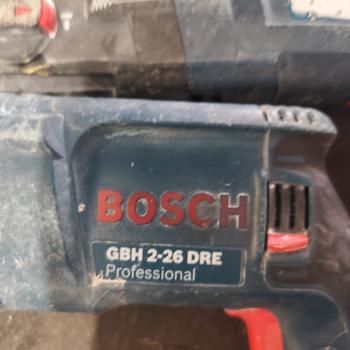 BOSCH
GBH 2-26 DRE
Professional